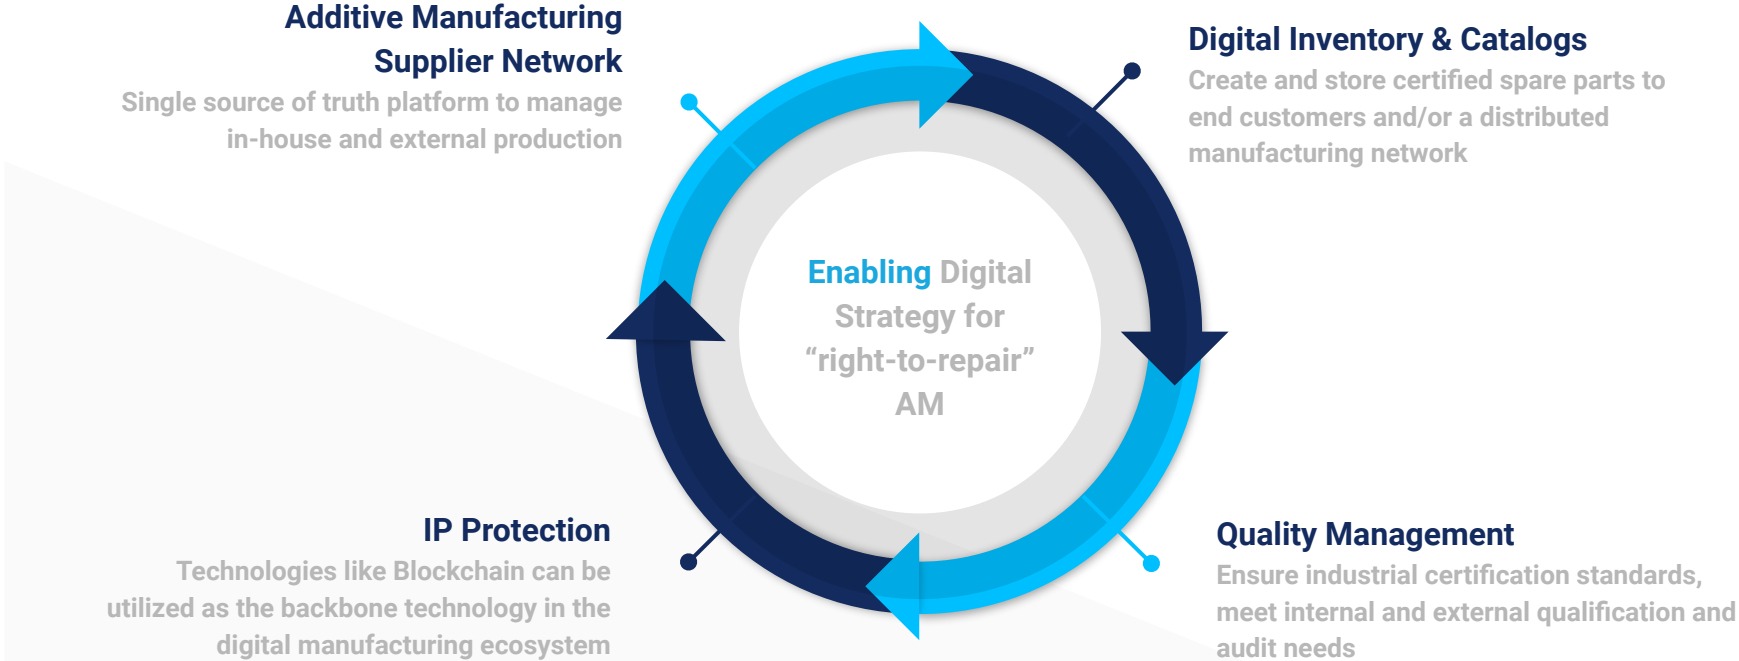 Additive Manufacturing
Supplier Network
Single source of truth platform to manage
in-house and external production
Digital Inventory & Catalogs
Create and store certified spare parts to
end customers and/or a distributed
manufacturing network
Enabling Digital
Strategy for
“right-to-repair”
AM
IP Protection
Technologies like Blockchain can be
utilized as the backbone technology in the
digital manufacturing ecosystem
Quality Management
Ensure industrial certification standards,
meet internal and external qualification and
audit needs